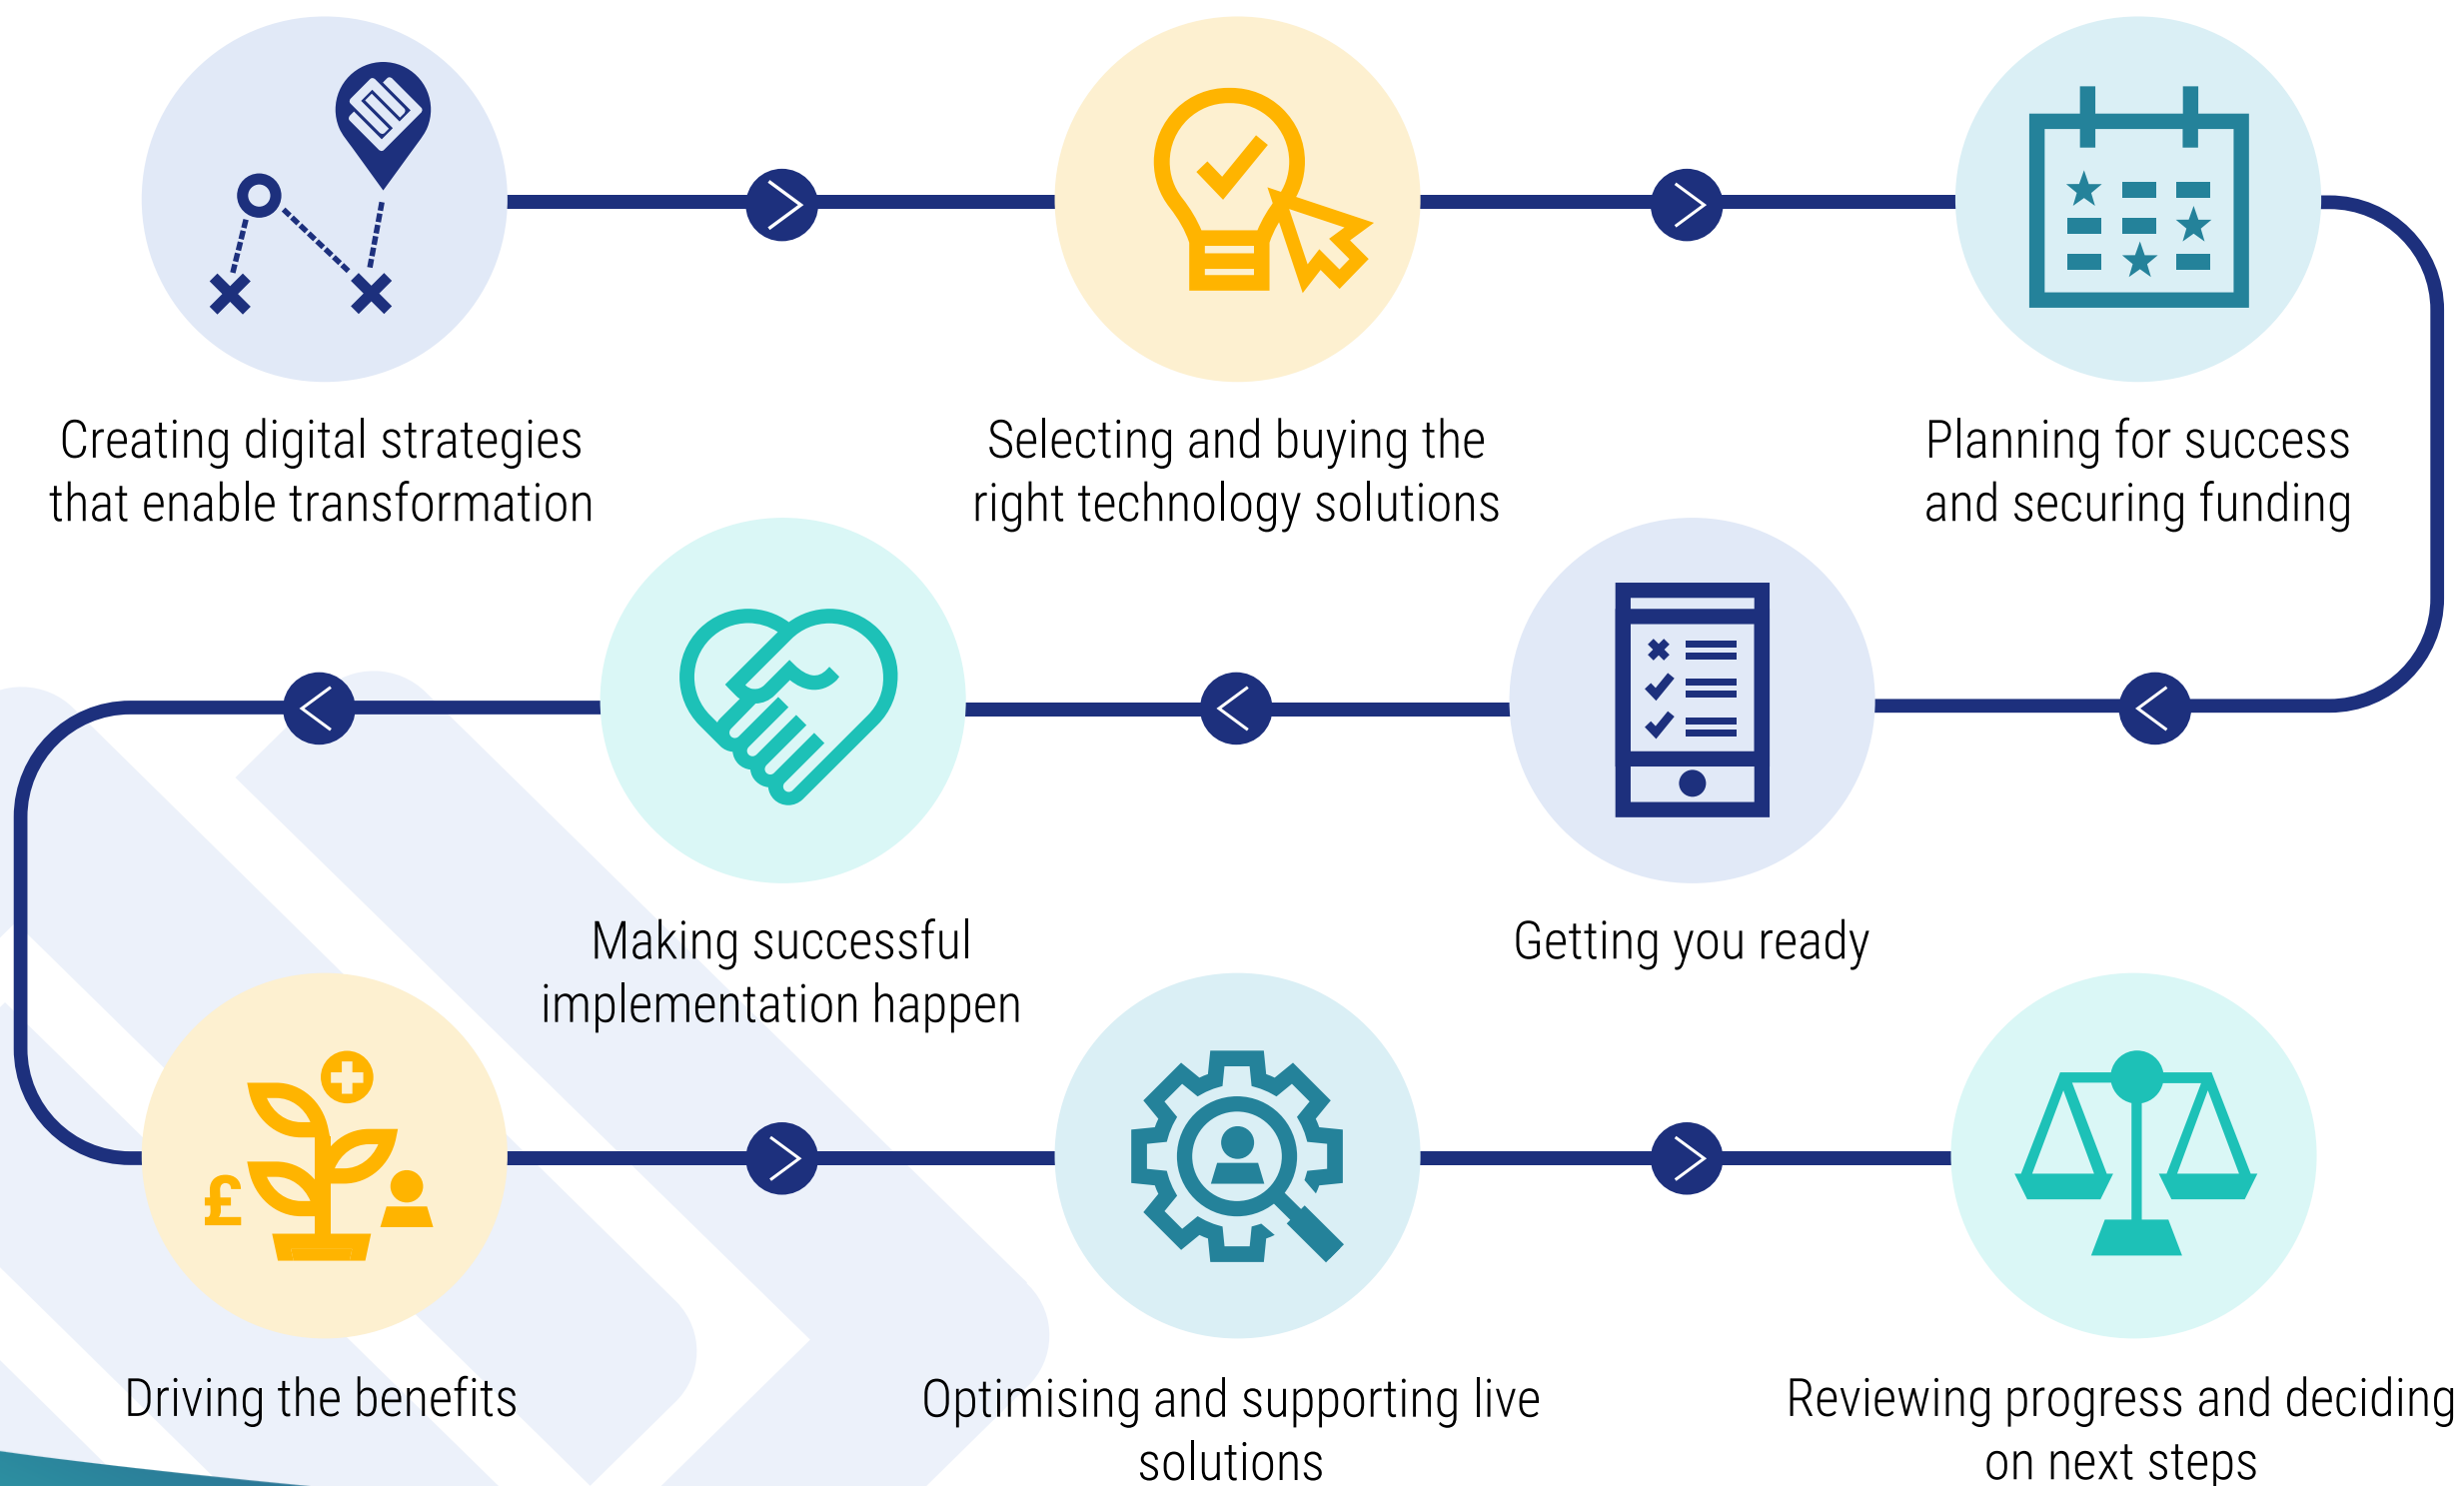 Creating digital strategies
that enable transformation
Selecting and buying the
right technology solutions
Planning for success
and securing funding
Getting you ready
Making successful
implementation happen
£
Driving the benefits
Optimising and supporting live
solutions
Reviewing progress and deciding
on next steps